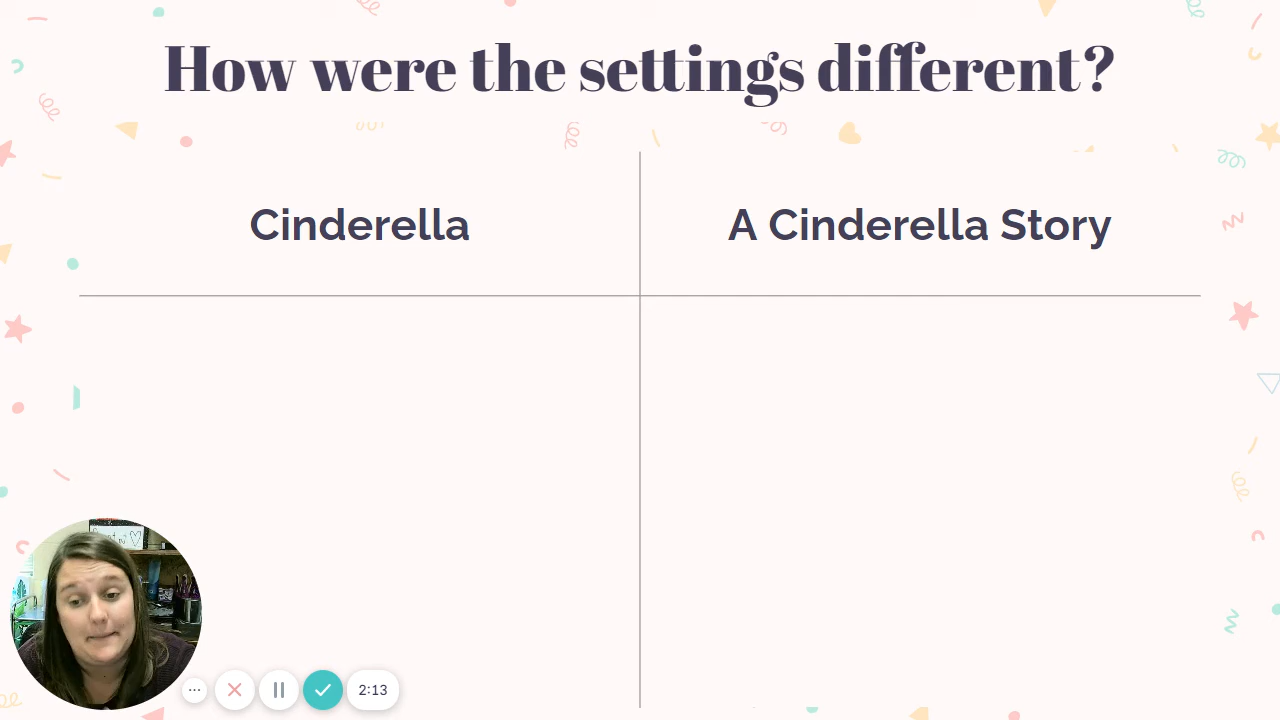 How were the settings different?
Cinderella
A Cinderella Story
2:13